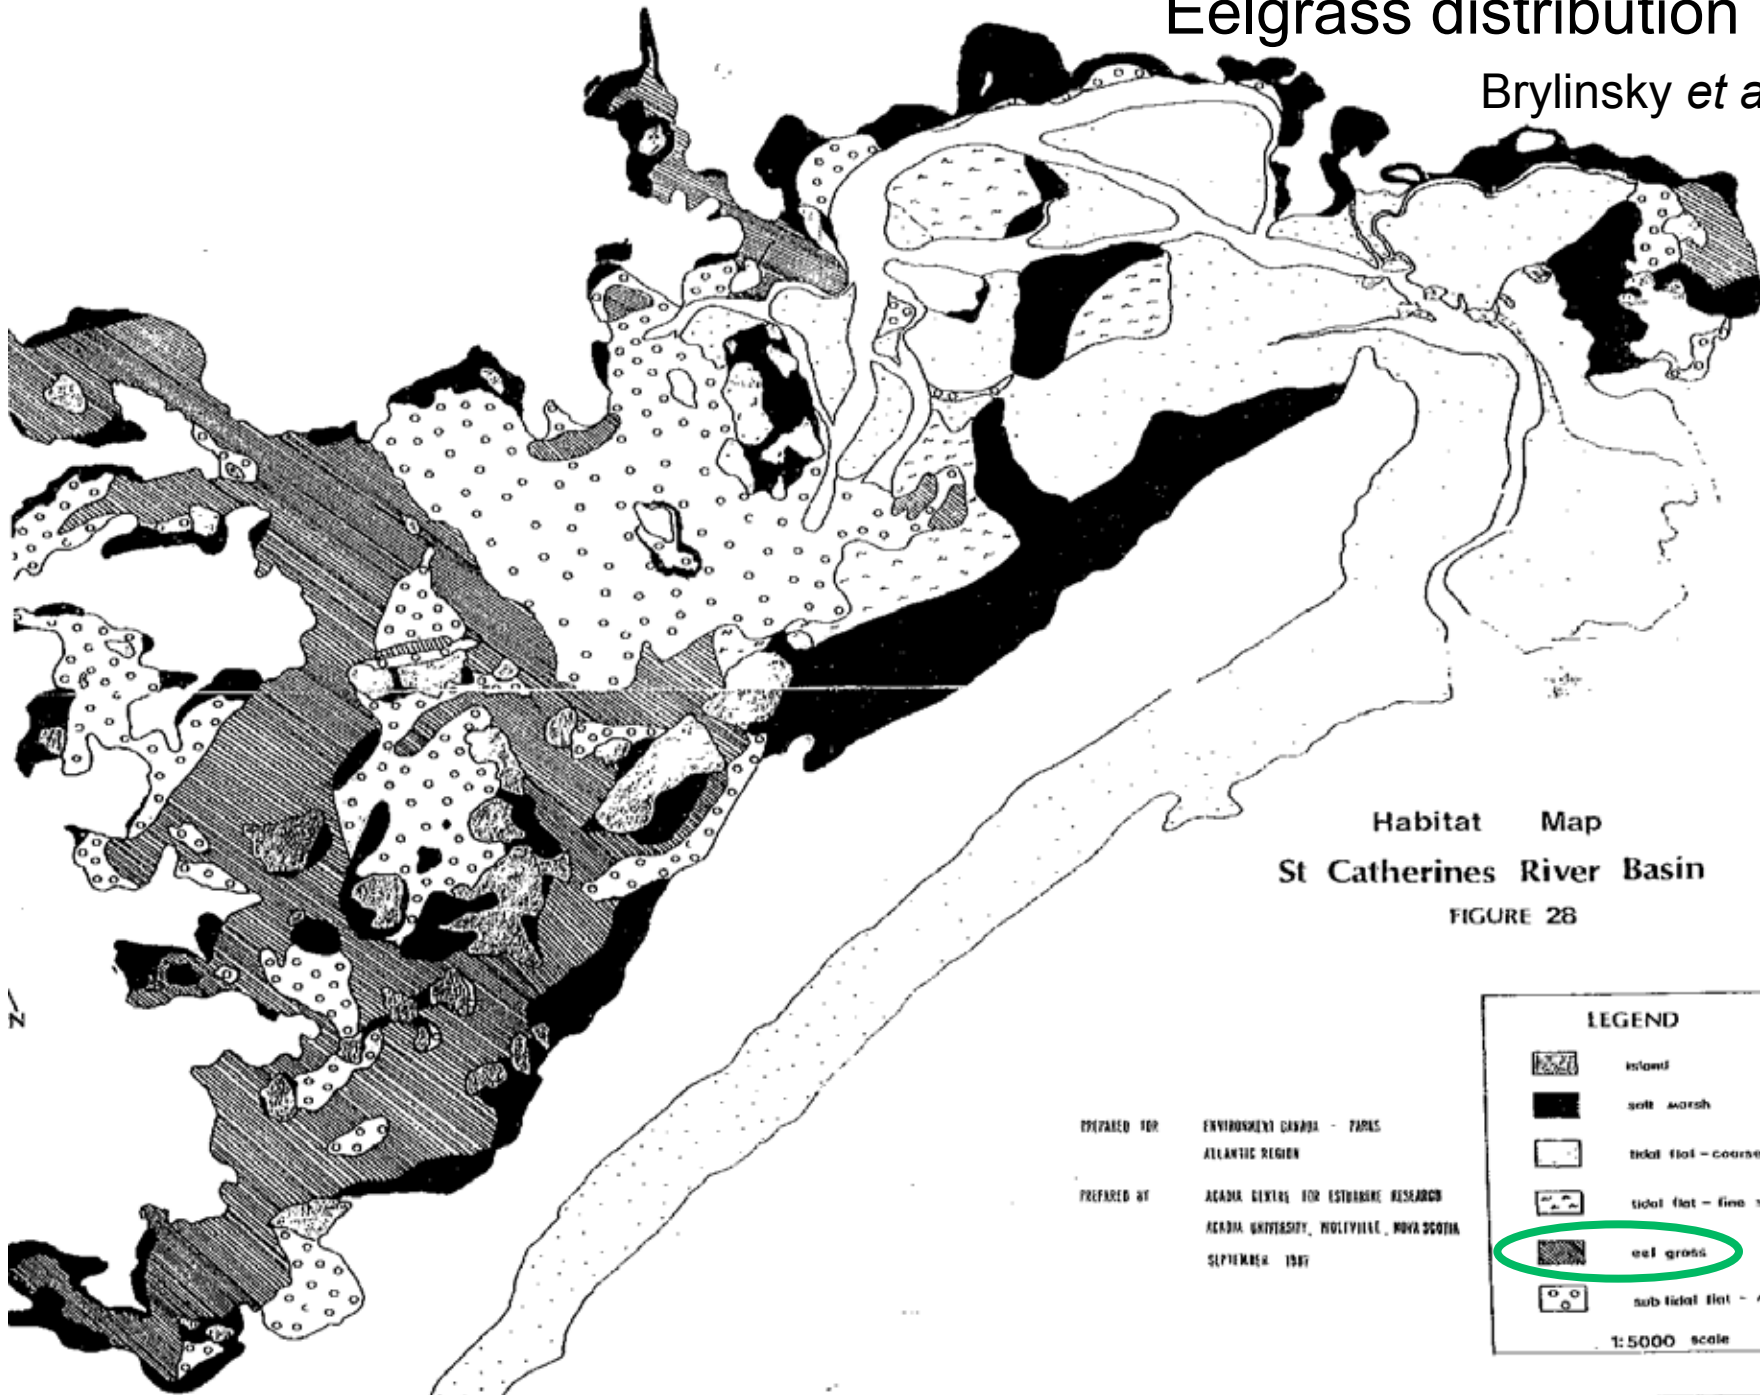 Eelgrass distribution
Brylinsky et a
Habitat Map
St Catherines River Basin
FIGURE 28
N
LEGEND
island
salt marsh
tidal flat - course
tidal flat - fine
eel grass
sub tidal flat -
1:5000 scale
PREPARED FOR ENVIRONMENT CANADA - PARKS
ATLANTIC REGION
PREPARED BY ACADIA CENTRE FOR ESTUARINE RESEARCH
ACADIA UNIVERSITY, WOLFVILLE, NOVA SCOTIA
SEPTEMBER 1987